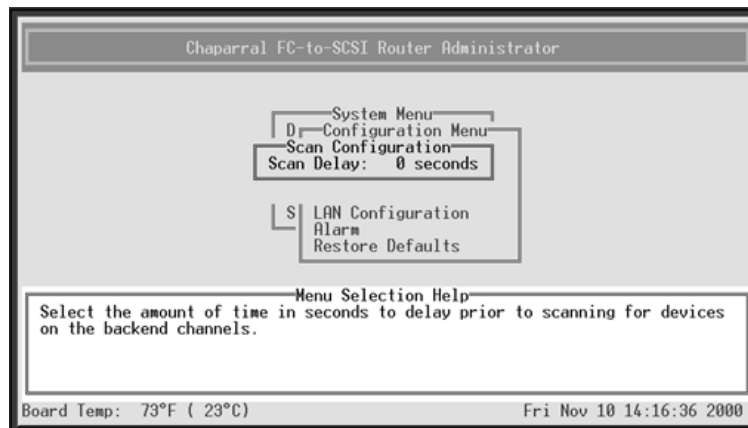 Chaparral FC-to-SCSI Router Administrator
System Menu
D Configuration Menu
Scan Configuration
Scan Delay: 0 seconds
S LAN Configuration
Alarm
Restore Defaults
Menu Selection Help
Select the amount of time in seconds to delay prior to scanning for devices
on the backend channels.
Board Temp: 73°F ( 23°C) Fri Nov 10 14:16:36 2000